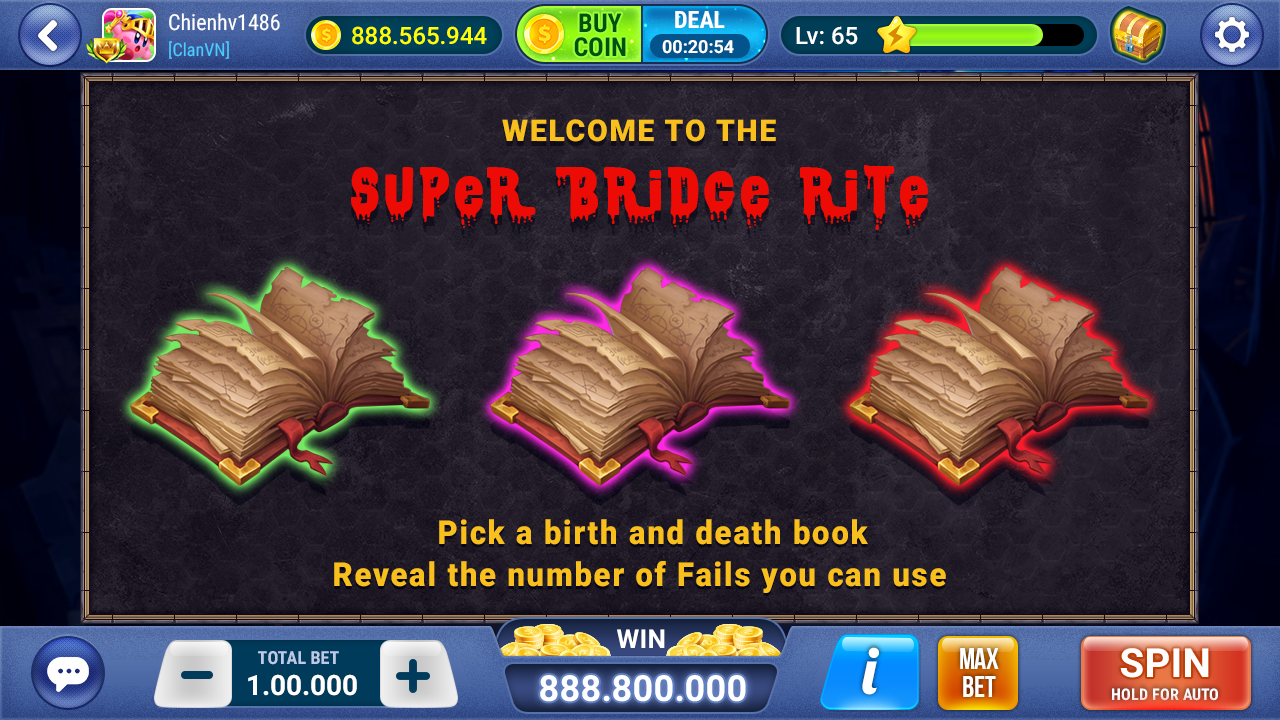 Chienhv1486
[ClanVN]
888.565.944
BUY
COIN
DEAL
00:20:54
Lv: 65
WELCOME TO THE
SUPeR BRiDGe RiTe
Pick a birth and death book
Reveal the number of Fails you can use
TOTAL BET
1.00.000
WIN
888.800.000
i
MAX
BET
SPIN
HOLD FOR AUTO